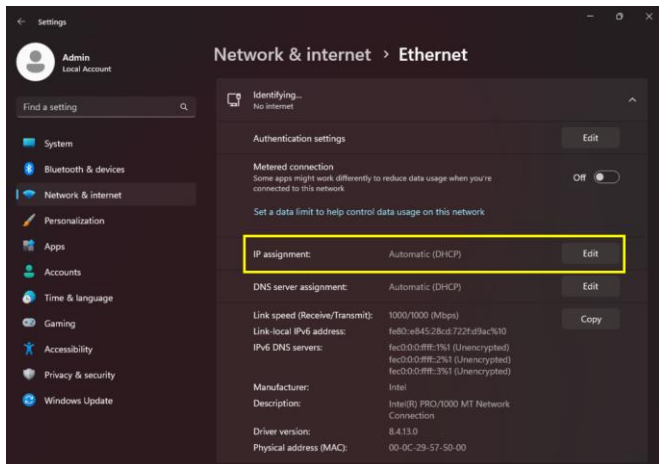 Settings
Admin
Local Account
Find a setting
System
Bluetooth & devices
Network & internet
Personalization
Apps
Accounts
Time & language
Gaming
Accessibility
Privacy & security
Windows Update
Network & internet > Ethernet
Identifying...
No internet
Authentication settings Edit
Metered connection
Some apps might work differently to reduce data usage when you're
connected to this network
Off
Set a data limit to help control data usage on this network
IP assignment: Automatic (DHCP) Edit
DNS server assignment: Automatic (DHCP) Edit
Link speed (Receive/Transmit): 1000/1000 (Mbps) Copy
Link-local IPv6 address: fe80::e845:28cd:722f:d9ac%10
IPv6 DNS servers: fec0:0:0:ffff::1%1 (Unencrypted)
fec0:0:0:ffff::2%1 (Unencrypted)
fec0:0:0:ffff::3%1 (Unencrypted)
Manufacturer: Intel
Description: Intel(R) PRO/1000 MT Network
Connection
Driver version: 8.4.13.0
Physical address (MAC): 00-0C-29-57-50-00